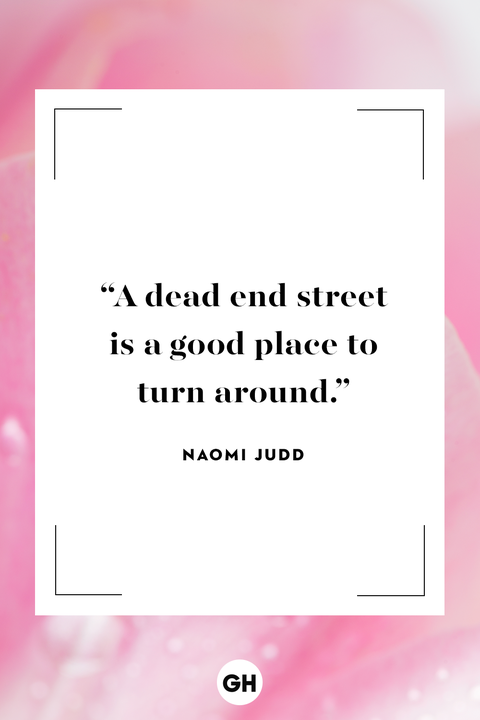 “A dead end street
is a good place to
turn around.”
NAOMI JUDD
GH